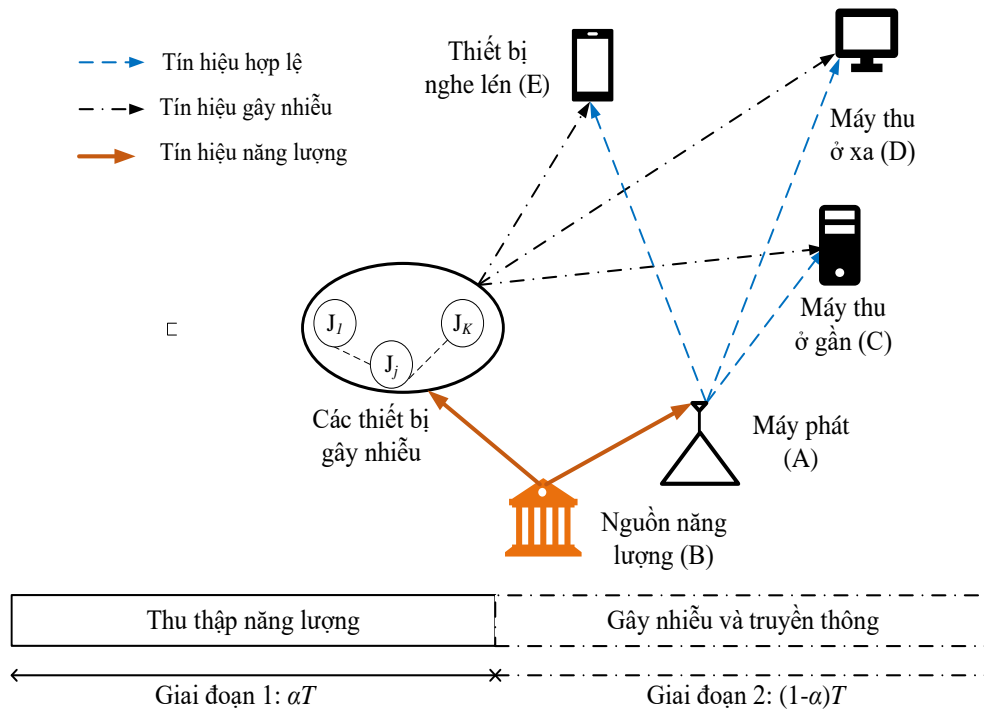 Tín hiệu hợp lệ
Tín hiệu gây nhiễu
Tín hiệu năng lượng
Thiết bị
nghe lén (E)
Máy thu
ở xa (D)
Máy thu
ở gần (C)
J1
Jj
JK
Các thiết bị
gây nhiễu
Máy phát
(A)
Nguồn năng
lượng (B)
Thu thập năng lượng
Gây nhiễu và truyền thông
Giai đoạn 1: αT
Giai đoạn 2: (1-α)T